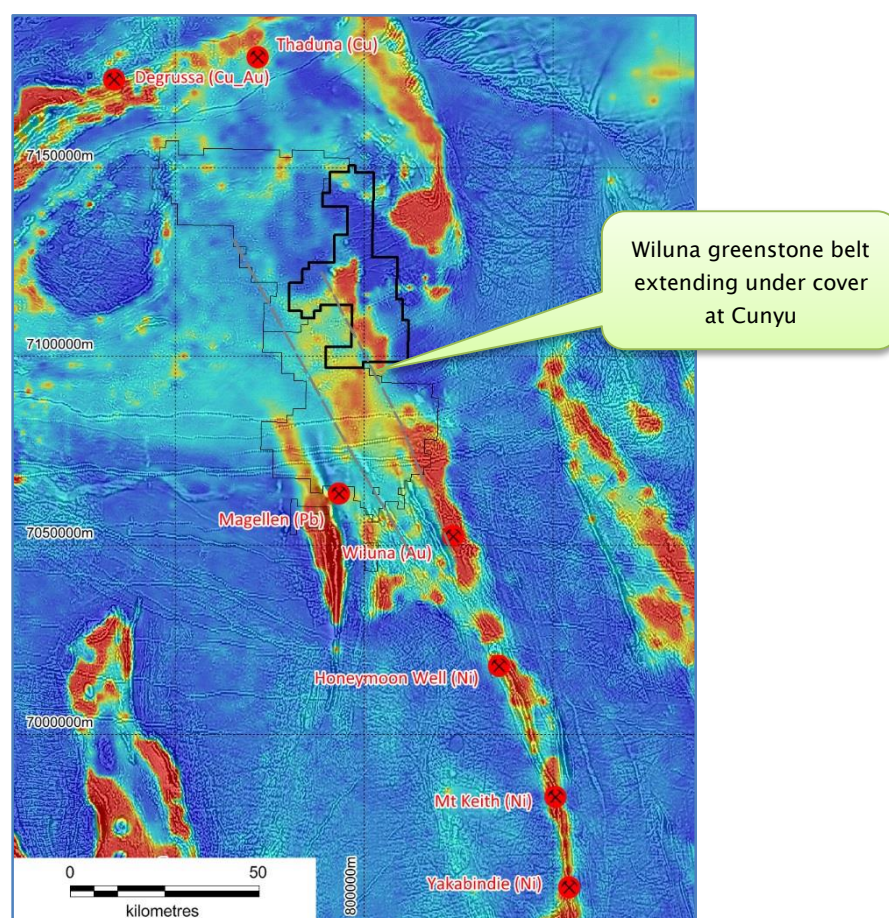 Thaduna (Cu)
Degrussa (Cu_Au)
7150000m
Wiluna greenstone belt
extending under cover
at Cunyu
7100000m
Magellen (Pb)
7050000m
Wiluna (Au)
Honeymoon Well (Ni)
7000000m
Mt Keith (Ni)
Yakabindie (Ni)
0
50
kilometres
800000m